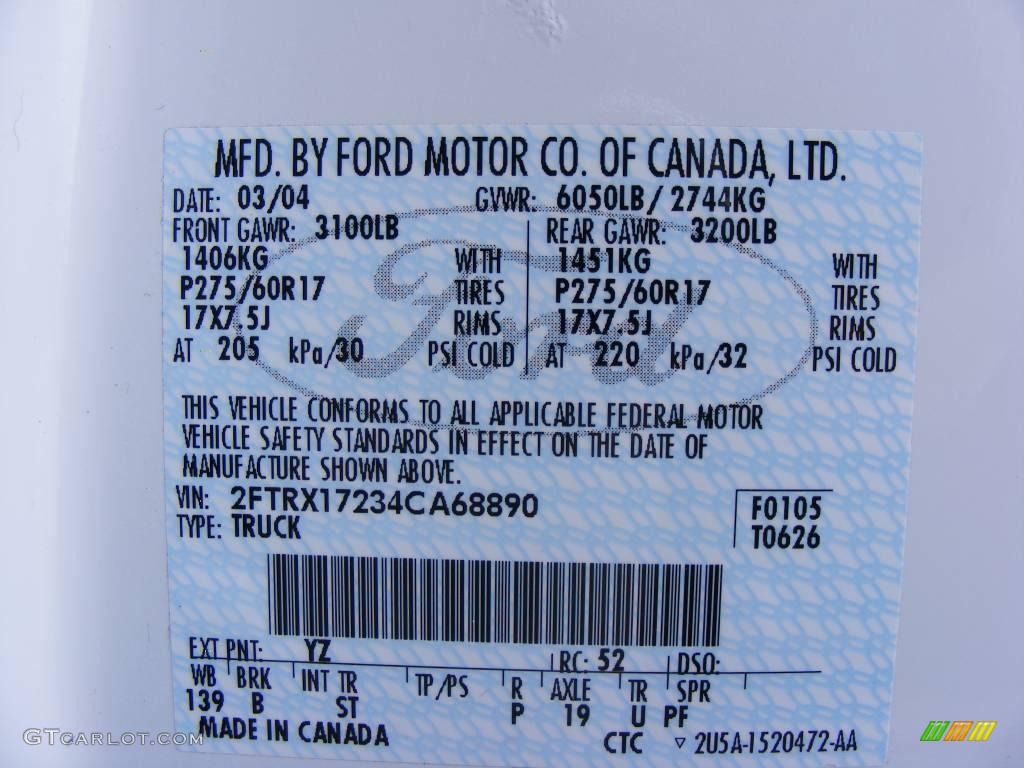 MFD. BY FORD MOTOR CO. OF CANADA, LTD.
DATE: 03/04 GVWR: 6050LB/ 2744KG
FRONT GAWR: 3100LB REAR GAWR: 3200LB
1406KG WITH 1451KG WITH
P275/60R17 TIRES P275/60R17 TIRES
17X7.5J RIMS 17X7.5J RIMS
AT 205 kPa/30 PSI COLD AT 220 kPa/32 PSI COLD
Ford
THIS VEHICLE CONFORMS TO ALL APPLICABLE FEDERAL MOTOR
VEHICLE SAFETY STANDARDS IN EFFECT ON THE DATE OF
MANUFACTURE SHOWN ABOVE.
VIN: 2FTRX17234CA68890 F0105
TYPE: TRUCK T0626
EXT PNT: YZ RC: 52 DSO:
WB BRK INT TR TP/PS R AXLE TR SPR
139 B ST P 19 U PF
MADE IN CANADA CTC ▽ 2U5A-1520472-AA
GTCARLOT.COM